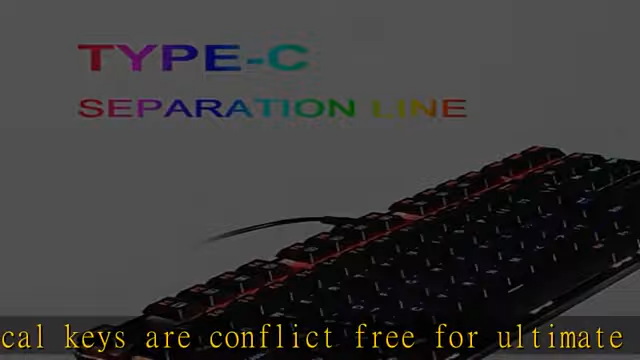 TYPE-C
SEPARATION LINE
cal keys are conflict free for ultimate